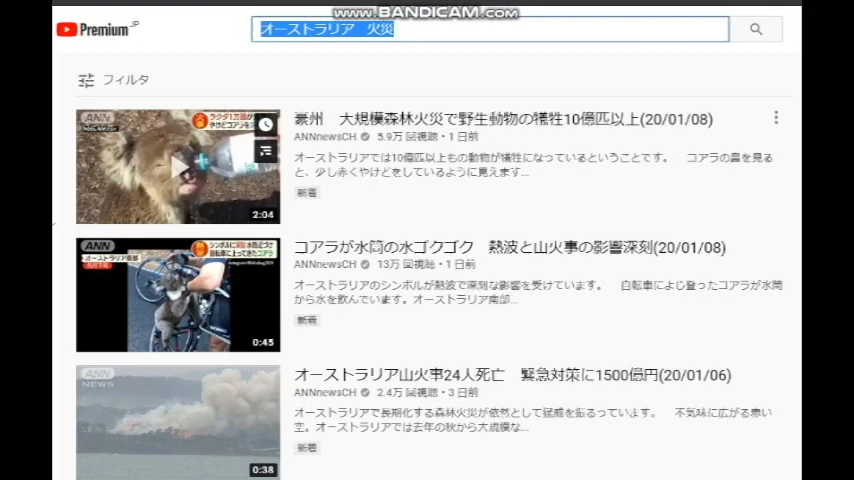 www.BANDICAM.com
Premium JP
オーストラリア　火災
フィルタ
豪州　大規模森林火災で野生動物の犠牲10億匹以上(20/01/08)
ANNnewsCH 5.9万 回視聴・1 日前
オーストラリアでは10億匹以上もの動物が犠牲になっているということです。　コアラの鼻を見ると、少し赤くやけどをしているように見えます...
新着
ANN
2:04
コアラが水筒の水ゴクゴク　熱波と山火事の影響深刻(20/01/08)
ANNnewsCH 13万 回視聴・1 日前
オーストラリアのシンボルが熱波で深刻な影響を受けています。　自転車によじ登ったコアラが水筒から水を飲んでいます。オーストラリア南部...
新着
ANN
オーストラリア南部
0:45
オーストラリア山火事24人死亡　緊急対策に1500億円(20/01/06)
ANNnewsCH 2.4万 回視聴・3 日前
オーストラリアで長期化する森林火災が依然として猛威を振るっています。　不気味に広がる赤い空。オーストラリアでは去年の秋から大規模な...
新着
ANN
NEWS
0:38